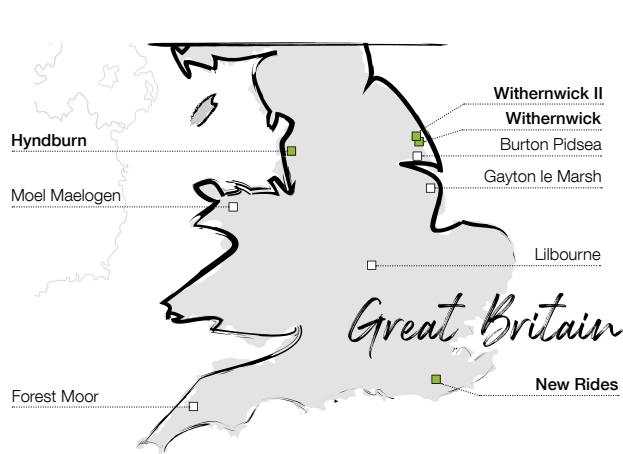 Withernwick II
Withernwick
Hyndburn
Burton Pidsea
Gayton le Marsh
Moel Maelogen
Lilbourne
Great Britain
New Rides
Forest Moor